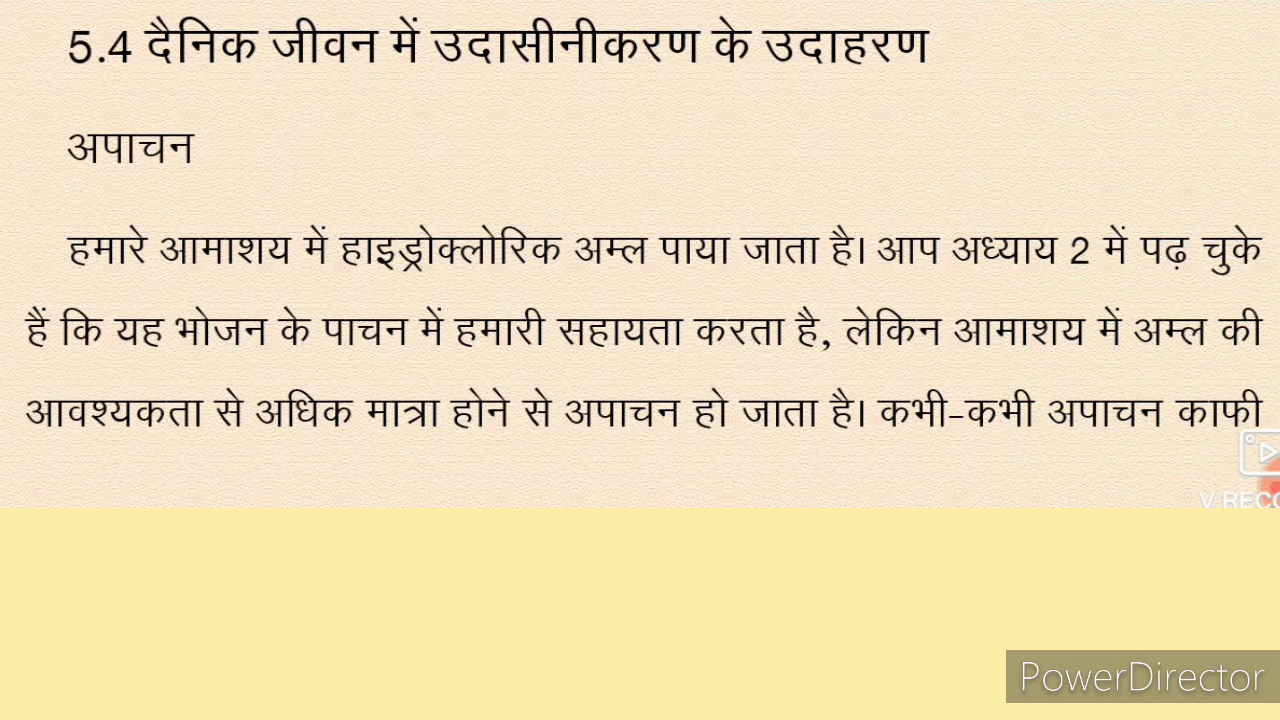 5.4 दैनिक जीवन में उदासीनीकरण के उदाहरण
अपाचन
हमारे आमाशय में हाइड्रोक्लोरिक अम्ल पाया जाता है। आप अध्याय 2 में पढ़ चुके
हैं कि यह भोजन के पाचन में हमारी सहायता करता है, लेकिन आमाशय में अम्ल की
आवश्यकता से अधिक मात्रा होने से अपाचन हो जाता है। कभी-कभी अपाचन काफी
V RECO
PowerDirector